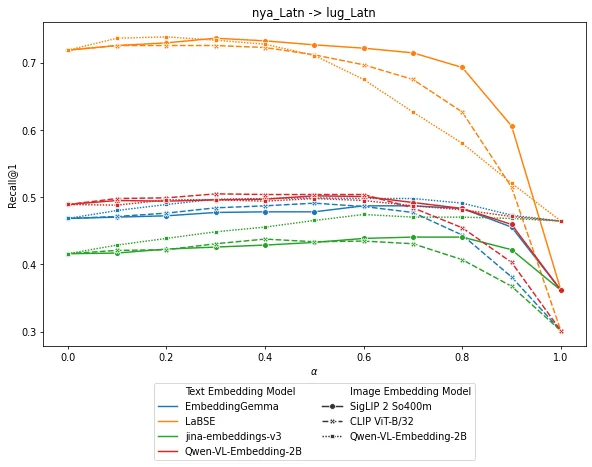 nya_Latn -> lug_Latn
Recall@1
0.7
0.6
0.5
0.4
0.3
0.0
0.2
0.4
0.6
0.8
1.0
α
Text Embedding Model
EmbeddingGemma
LaBSE
jina-embeddings-v3
Qwen-VL-Embedding-2B
Image Embedding Model
SigLIP 2 So400m
CLIP ViT-B/32
Qwen-VL-Embedding-2B